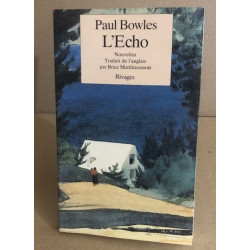 Paul Bowles
L'Echo
Nouvelles
Traduit de l'anglais
par Brice Matthieussent
Rivages